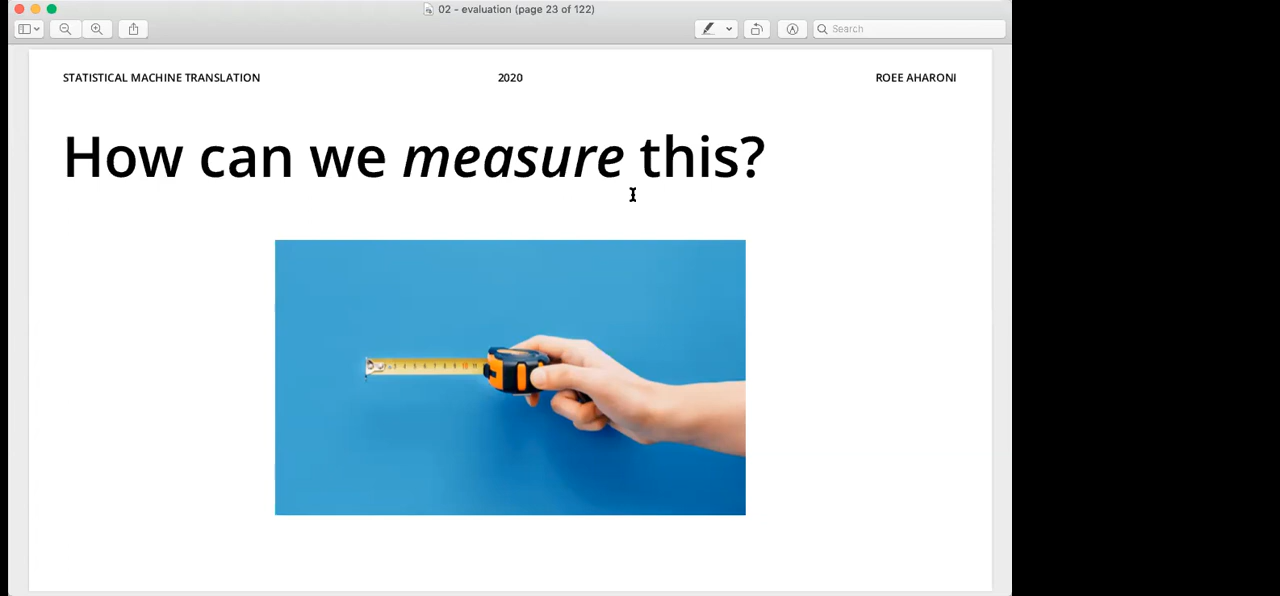 02 - evaluation (page 23 of 122)
Search
STATISTICAL MACHINE TRANSLATION 2020 ROEE AHARONI
How can we measure this?